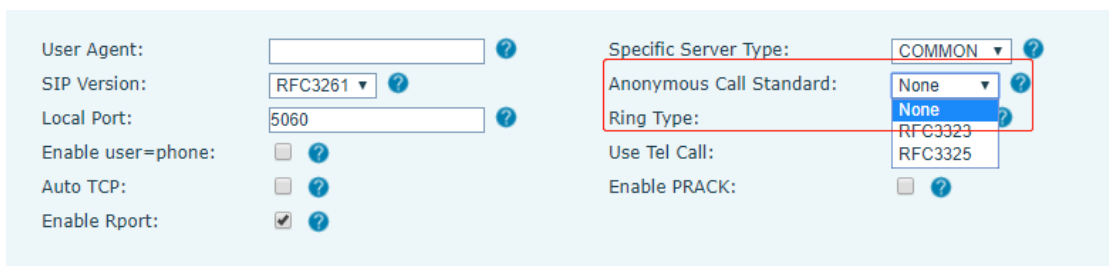 User Agent:
SIP Version:
RFC3261
Local Port:
5060
Enable user=phone:
Auto TCP:
Enable Rport:
Specific Server Type:
COMMON
Anonymous Call Standard:
None
None
RFC3323
RFC3325
Ring Type:
Use Tel Call:
Enable PRACK: